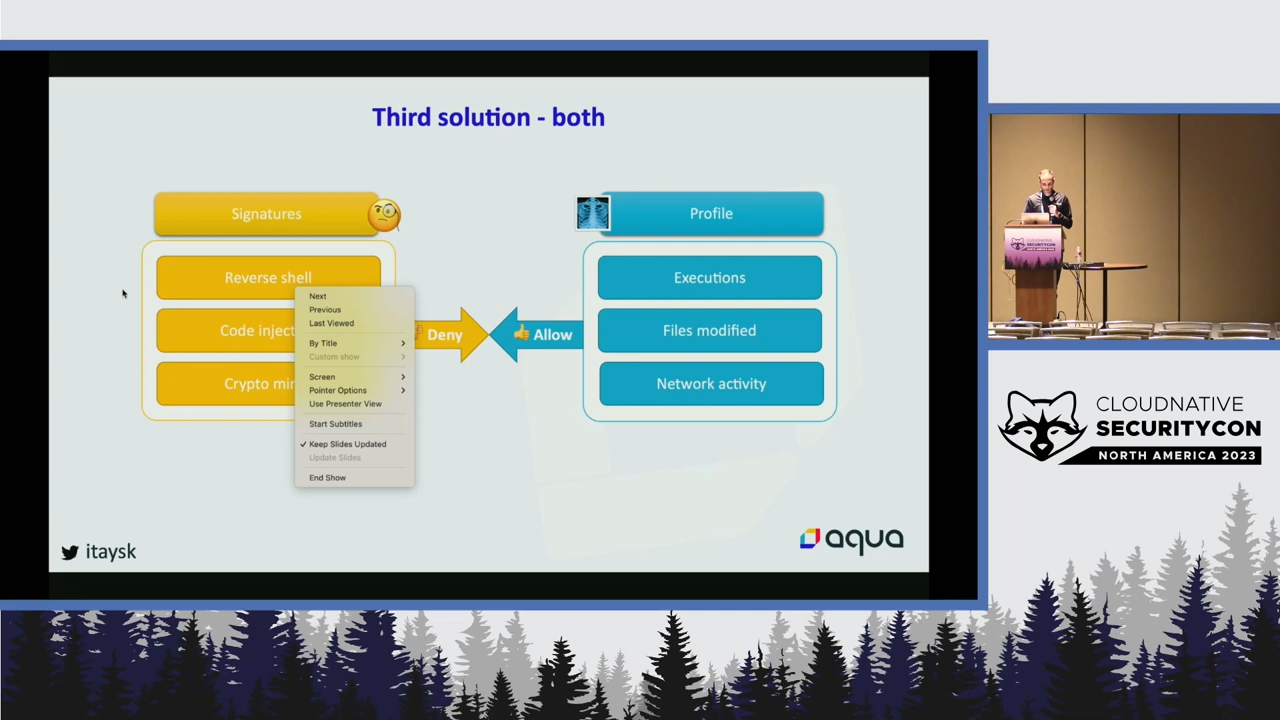 Third solution - both
Signatures
Reverse shell
Code inject
Crypto min
Deny
Allow
Profile
Executions
Files modified
Network activity
Next
Previous
Last Viewed
By Title
Custom show
Screen
Pointer Options
Use Presenter View
Start Subtitles
Keep Slides Updated
Update Slides
End Show
itaysk
aqua
CLOUDNATIVE
SECURITYCON
NORTH AMERICA 2023